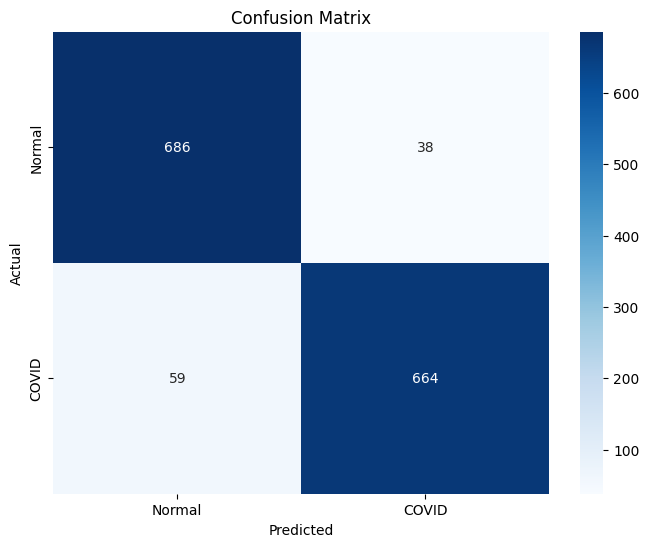 Confusion Matrix
Normal
686
38
COVID
59
664
Actual
Normal
COVID
Predicted
600
500
400
300
200
100